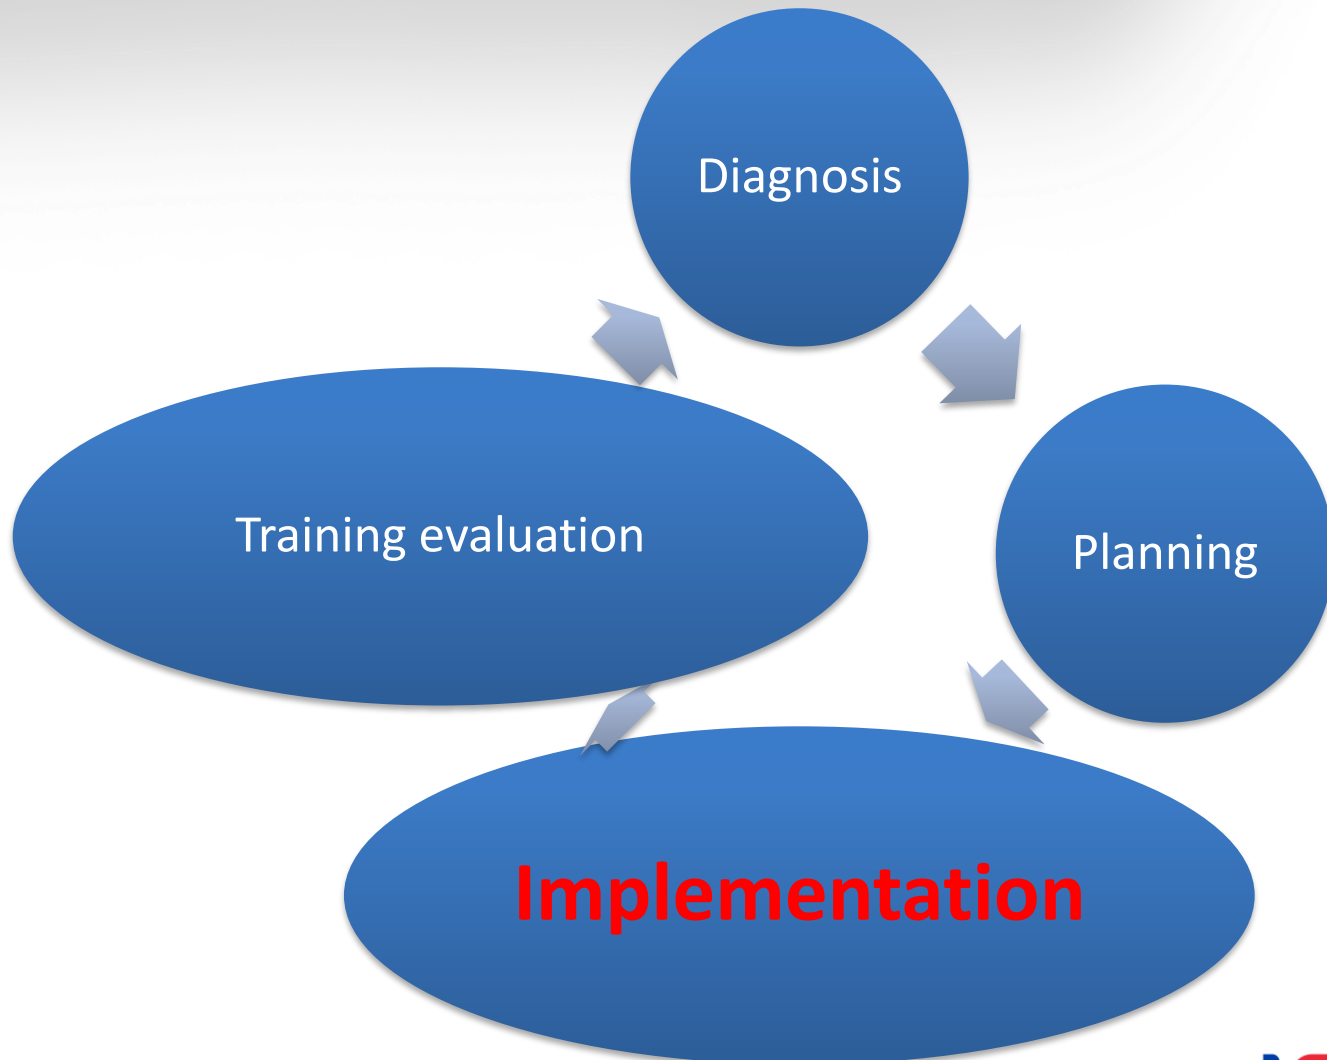 Diagnosis
Training evaluation
Planning
Implementation